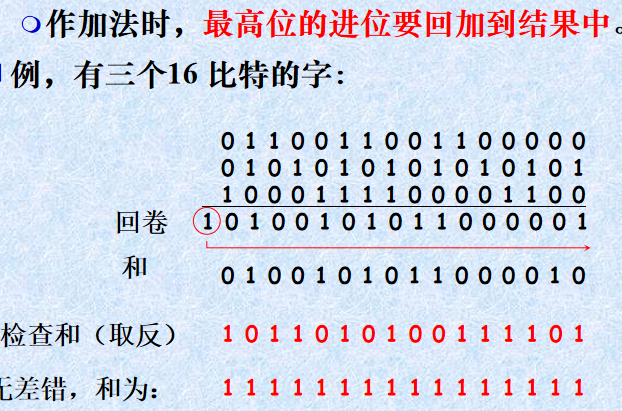 作加法时，最高位的进位要回加到结果中。
例，有三个16 比特的字：
0 1 1 0 0 1 1 0 0 1 1 0 0 0 0 0
0 1 0 1 0 1 0 1 0 1 0 1 0 1 0 1
1 0 0 0 1 1 1 1 0 0 0 0 1 1 0 0
回卷 1 0 1 0 0 1 0 1 0 1 1 0 0 0 0 0 1
和 0 1 0 0 1 0 1 0 1 1 0 0 0 0 1 0
检查和（取反） 1 0 1 1 0 1 0 1 0 0 1 1 1 1 0 1
无差错，和为： 1 1 1 1 1 1 1 1 1 1 1 1 1 1 1 1